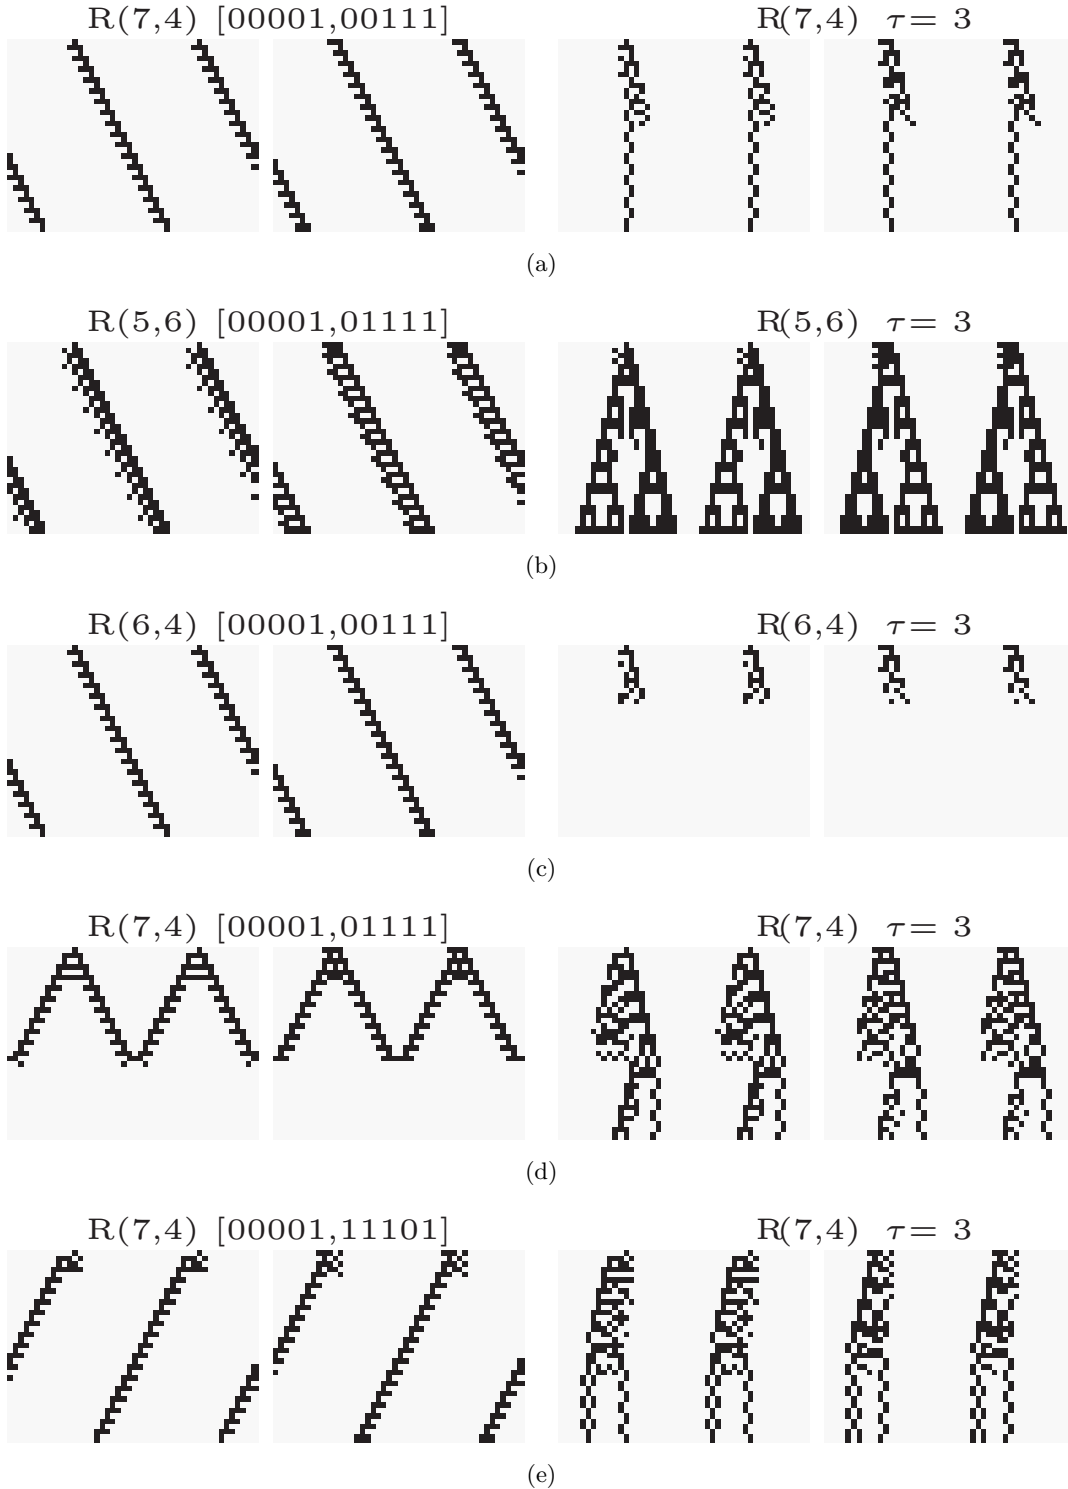 R(7,4) [00001,00111] R(7,4) τ= 3
(a)
R(5,6) [00001,01111] R(5,6) τ= 3
(b)
R(6,4) [00001,00111] R(6,4) τ= 3
(c)
R(7,4) [00001,01111] R(7,4) τ= 3
(d)
R(7,4) [00001,11101] R(7,4) τ= 3
(e)